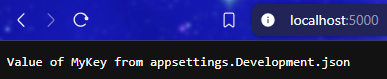 localhost:5000
Value of MyKey from appsettings.Development.json